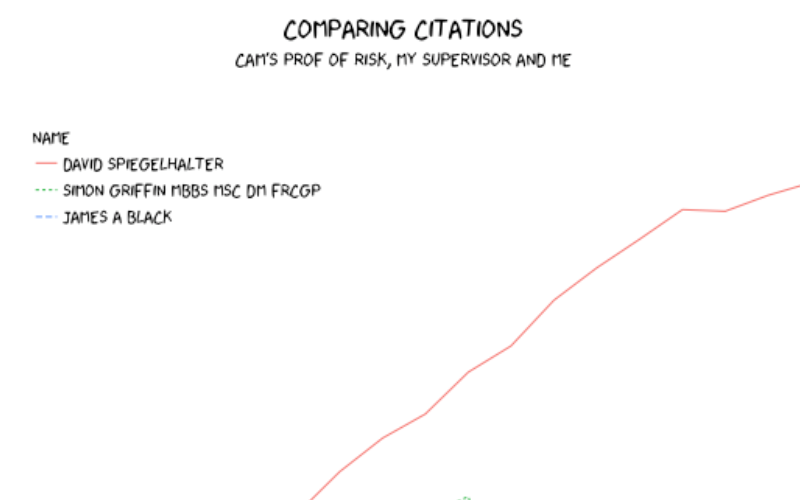 COMPARING CITATIONS
CAM'S PROF OF RISK, MY SUPERVISOR AND ME
NAME
DAVID SPIEGELHALTER
SIMON GRIFFIN MBBS MSC DM FRCGP
JAMES A BLACK